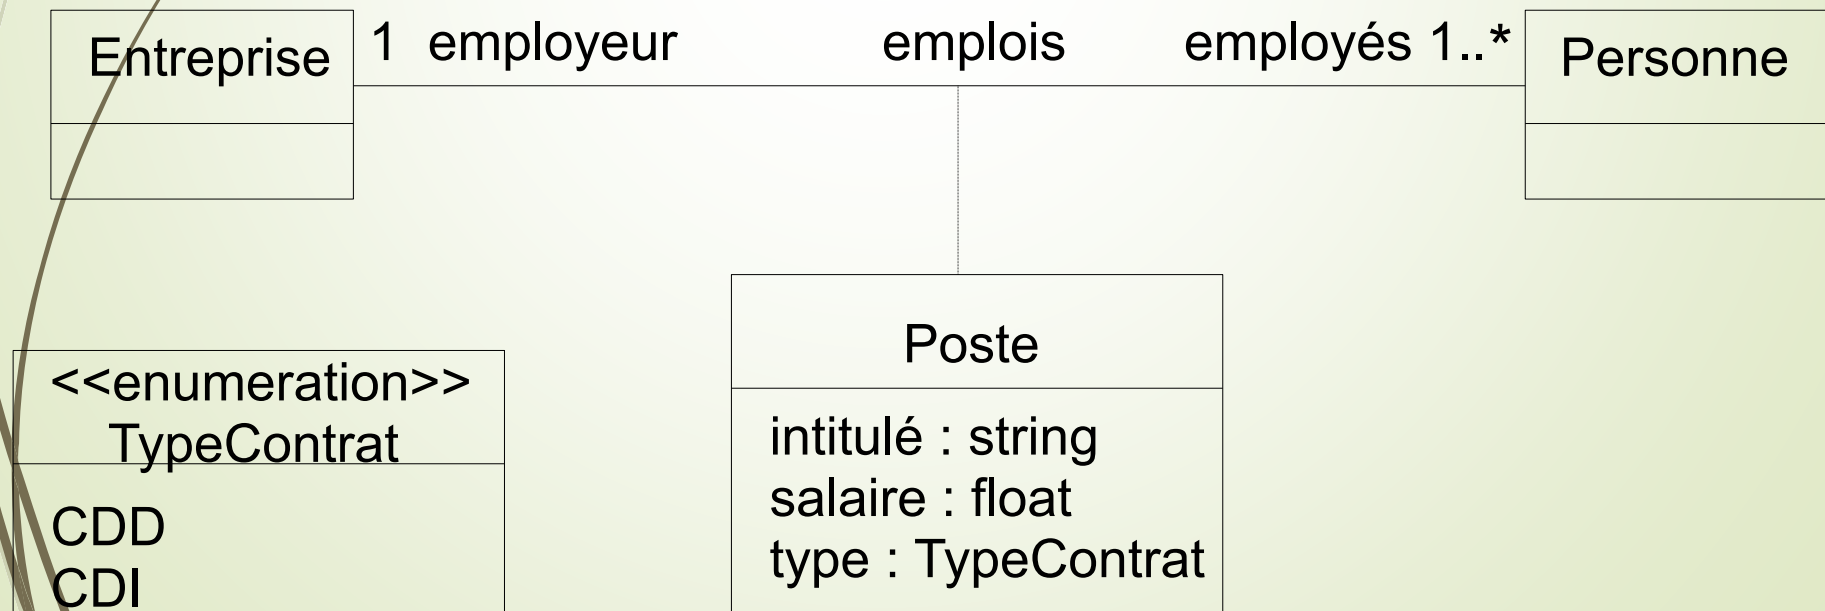 Entreprise 1 employeur emplois employés 1..* Personne
Poste
<<enumeration>>
TypeContrat
intitulé : string
salaire : float
type : TypeContrat
CDD
CDI